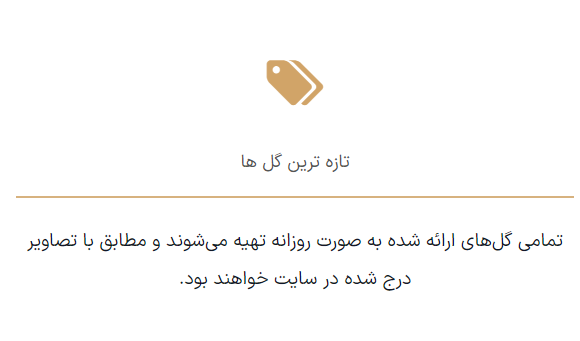 تازه ترین گل ها
تمامی گل‌های ارائه شده به صورت روزانه تهیه می‌شوند و مطابق با تصاویر
درج شده در سایت خواهند بود.